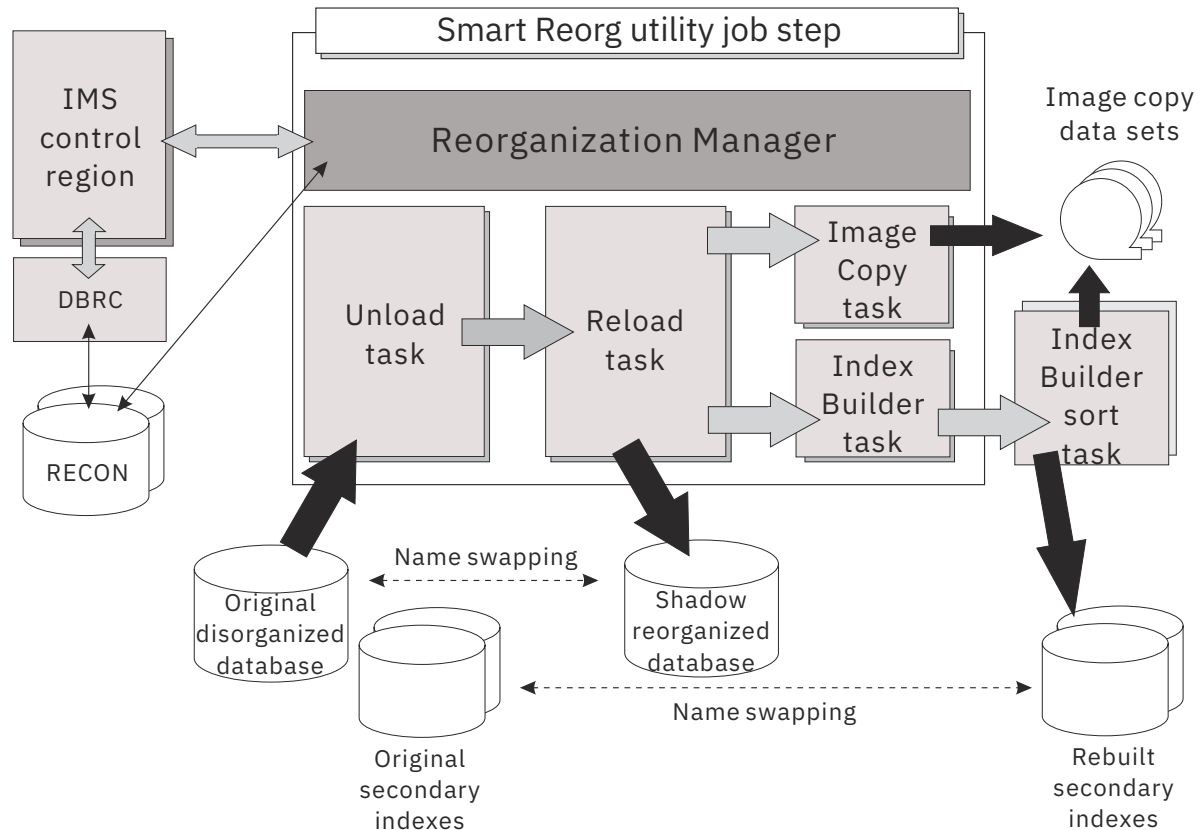 Smart Reorg utility job step
IMS
control
region
Reorganization Manager
Image copy
data sets
DBRC
RECON
Unload
task
Reload
task
Image
Copy
task
Index
Builder
task
Index
Builder
sort
task
Name swapping
Original
disorganized
database
Shadow
reorganized
database
Name swapping
Original
secondary
indexes
Rebuilt
secondary
indexes